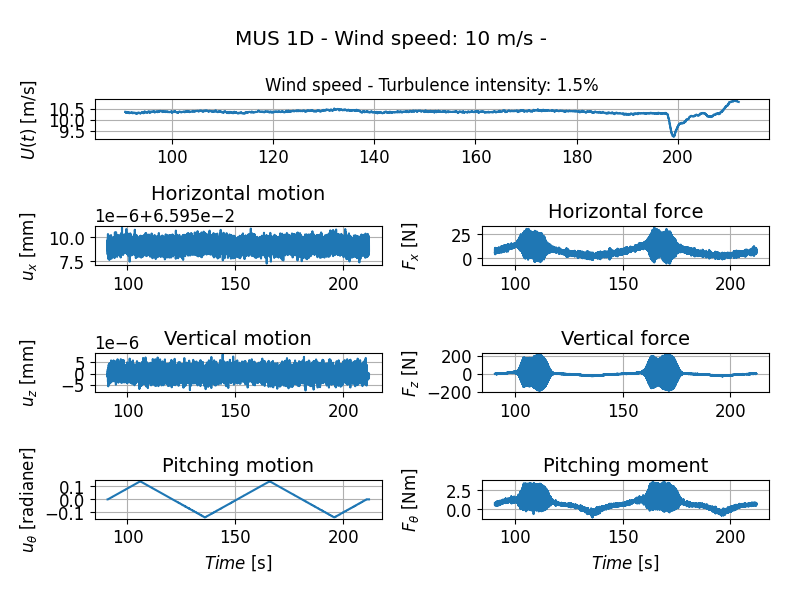 MUS 1D - Wind speed: 10 m/s -
Wind speed - Turbulence intensity: 1.5%
U(t) [m/s]
10.5
10.0
9.5
100 120 140 160 180 200
Horizontal motion
1e-6+6.595e-2
u_x [mm]
10.0
7.5
100 150 200
Horizontal force
F_x [N]
25
0
100 150 200
Vertical motion
1e-6
u_z [mm]
5
0
−5
100 150 200
Vertical force
F_z [N]
200
0
−200
100 150 200
Pitching motion
u_θ [radianer]
0.1
0.0
−0.1
100 150 200
Time [s]
Pitching moment
F_θ [Nm]
2.5
0.0
100 150 200
Time [s]